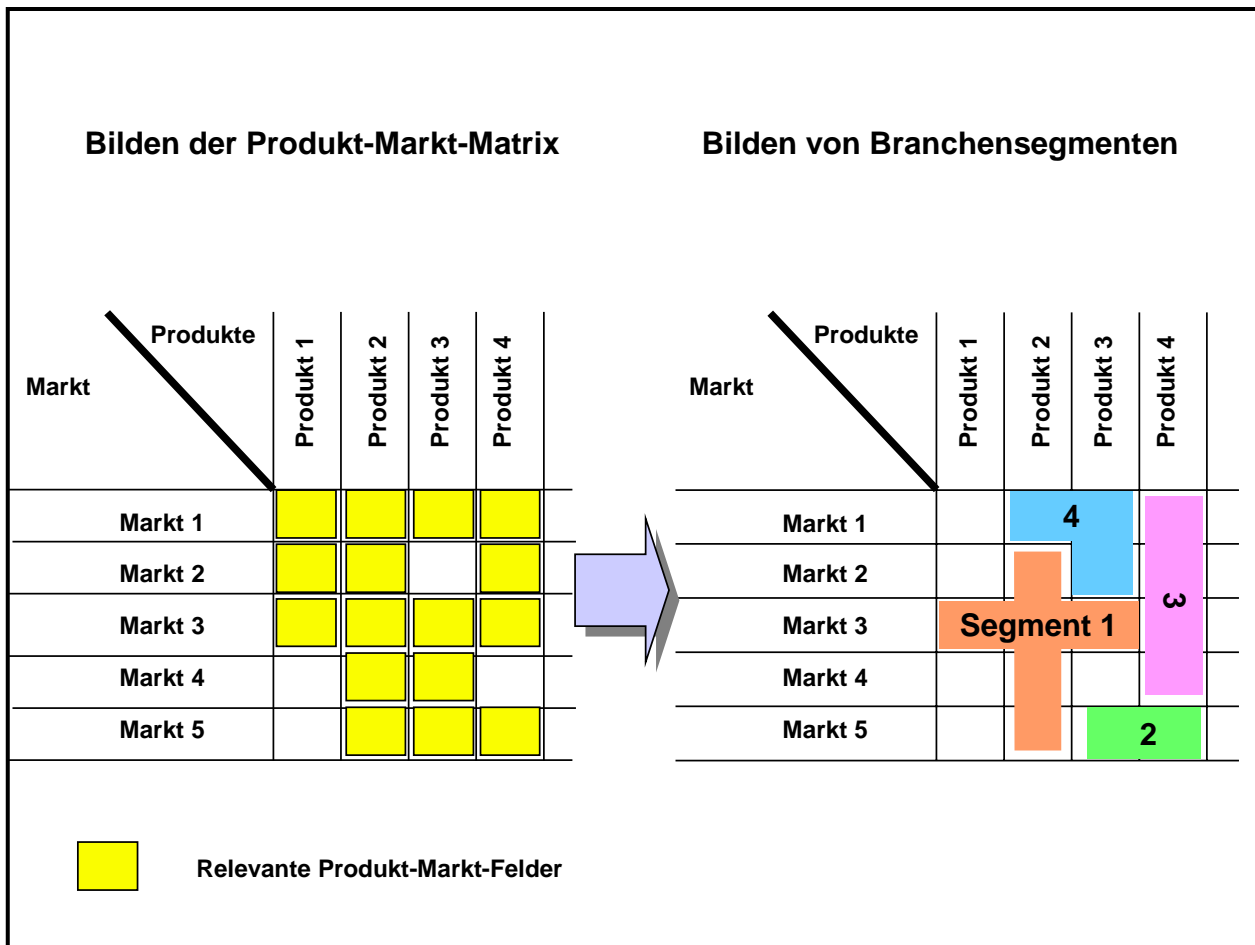 Bilden der Produkt-Markt-Matrix
Produkte
Markt
Produkt 1
Produkt 2
Produkt 3
Produkt 4
Markt 1
Markt 2
Markt 3
Markt 4
Markt 5
Relevante Produkt-Markt-Felder
Bilden von Branchensegmenten
Produkte
Markt
Produkt 1
Produkt 2
Produkt 3
Produkt 4
Markt 1
Markt 2
Markt 3
Markt 4
Markt 5
4
3
Segment 1
2